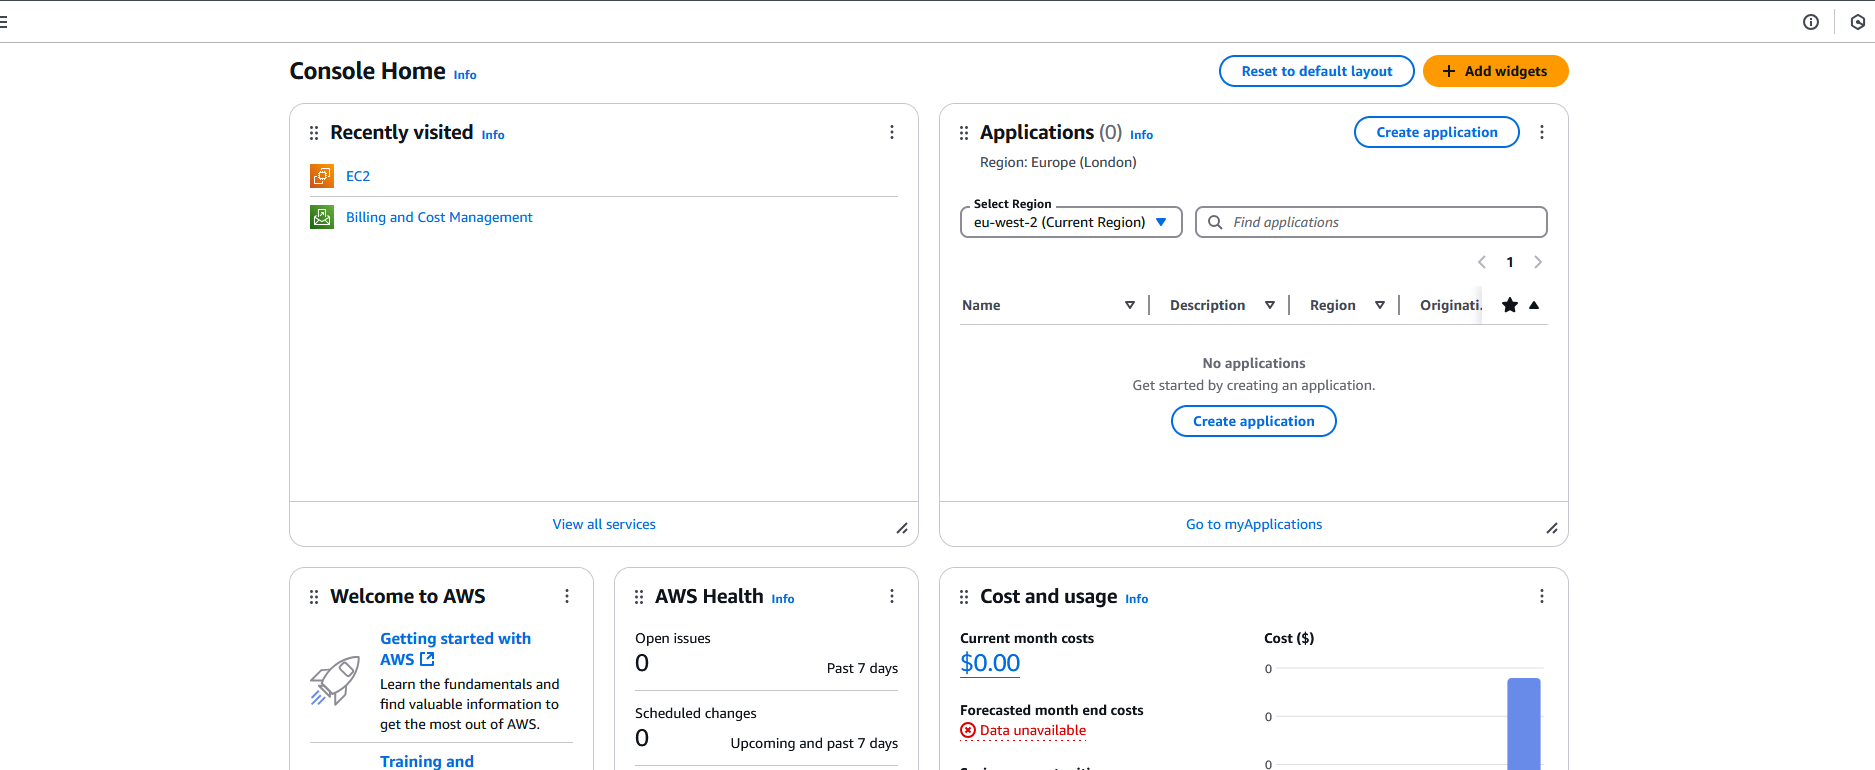 Console Home Info
Reset to default layout
Add widgets
Recently visited Info
EC2
Billing and Cost Management
View all services
Applications (0) Info
Create application
Region: Europe (London)
Select Region
eu-west-2 (Current Region)
Find applications
1
Name
Description
Region
Originati.
No applications
Get started by creating an application.
Create application
Go to myApplications
Welcome to AWS
Getting started with
AWS
Learn the fundamentals and
find valuable information to
get the most out of AWS.
Training and
AWS Health Info
Open issues
0
Past 7 days
Scheduled changes
0
Upcoming and past 7 days
Cost and usage Info
Current month costs
$0.00
Forecasted month end costs
Data unavailable
Cost ($)
0
0
0